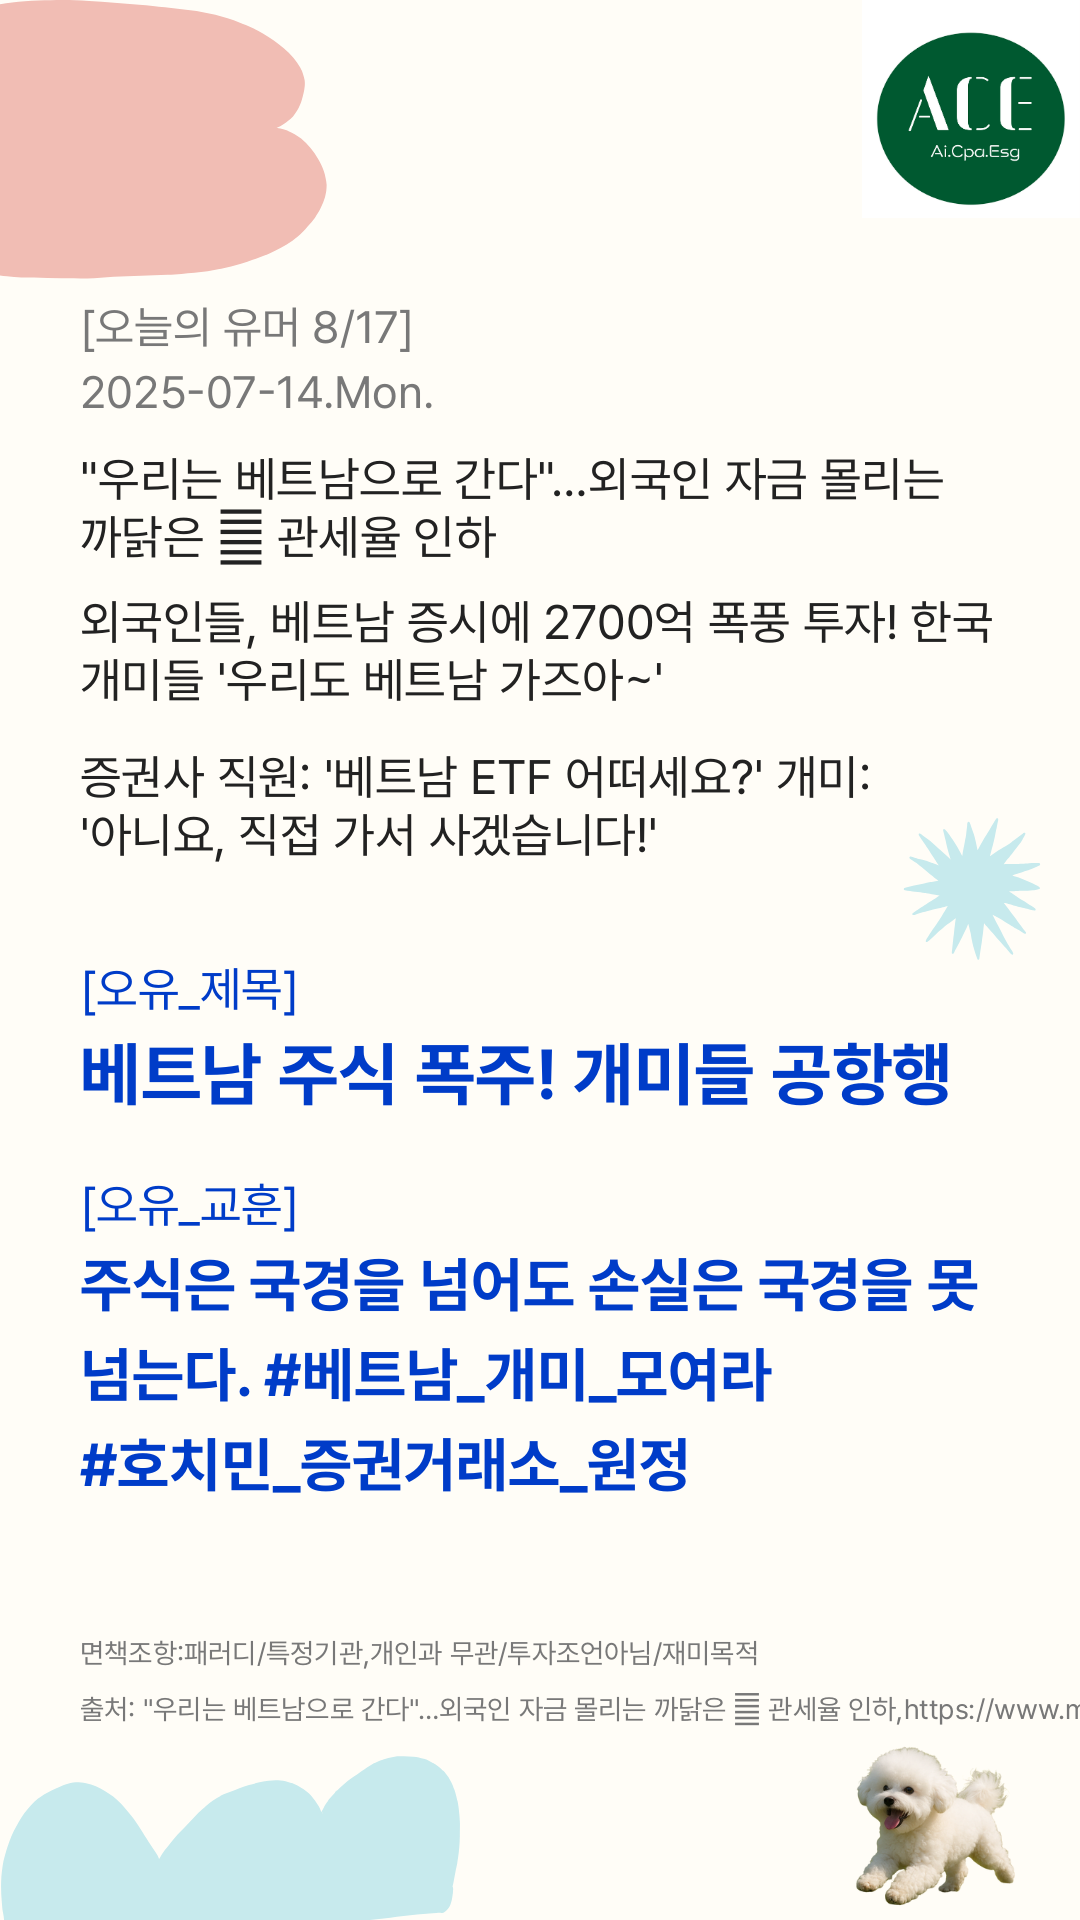 ACE
Ai.Cpa.Esg
[오늘의 유머 8/17]
2025-07-14.Mon.
"우리는 베트남으로 간다"...외국인 자금 몰리는
까닭은 ䷀ 관세율 인하
외국인들, 베트남 증시에 2700억 폭풍 투자! 한국
개미들 '우리도 베트남 가즈아~'
증권사 직원: '베트남 ETF 어떠세요?' 개미:
'아니요, 직접 가서 사겠습니다!'
[오유_제목]
베트남 주식 폭주! 개미들 공항행
[오유_교훈]
주식은 국경을 넘어도 손실은 국경을 못
넘는다. #베트남_개미_모여라
#호치민_증권거래소_원정
면책조항:패러디/특정기관,개인과 무관/투자조언아님/재미목적
출처: "우리는 베트남으로 간다"...외국인 자금 몰리는 까닭은 ䷀ 관세율 인하,https://www.m